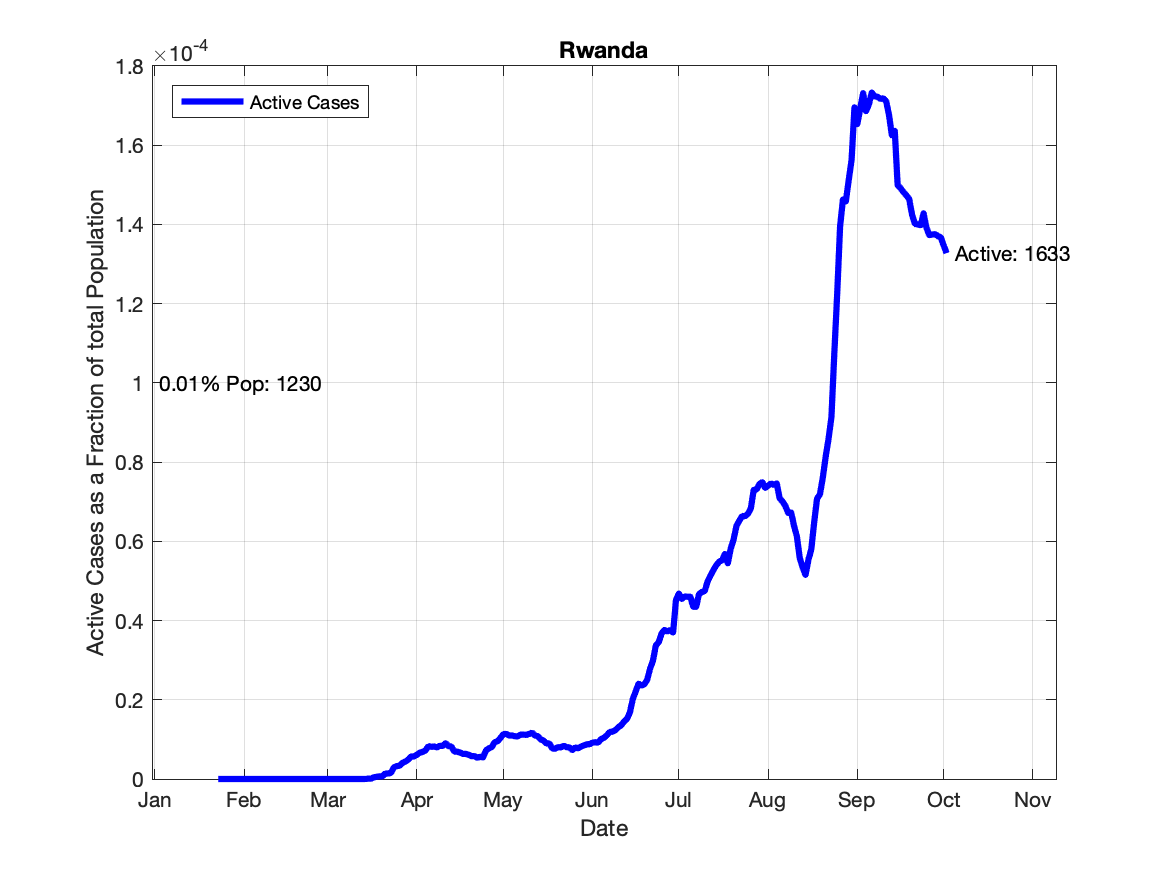 Rwanda
×10-4
Active Cases
1.8
1.6
1.4
1.2
1
0.8
0.6
0.4
0.2
0
0.01% Pop: 1230
Active: 1633
Active Cases as a Fraction of total Population
Jan Feb Mar Apr May Jun Jul Aug Sep Oct Nov
Date